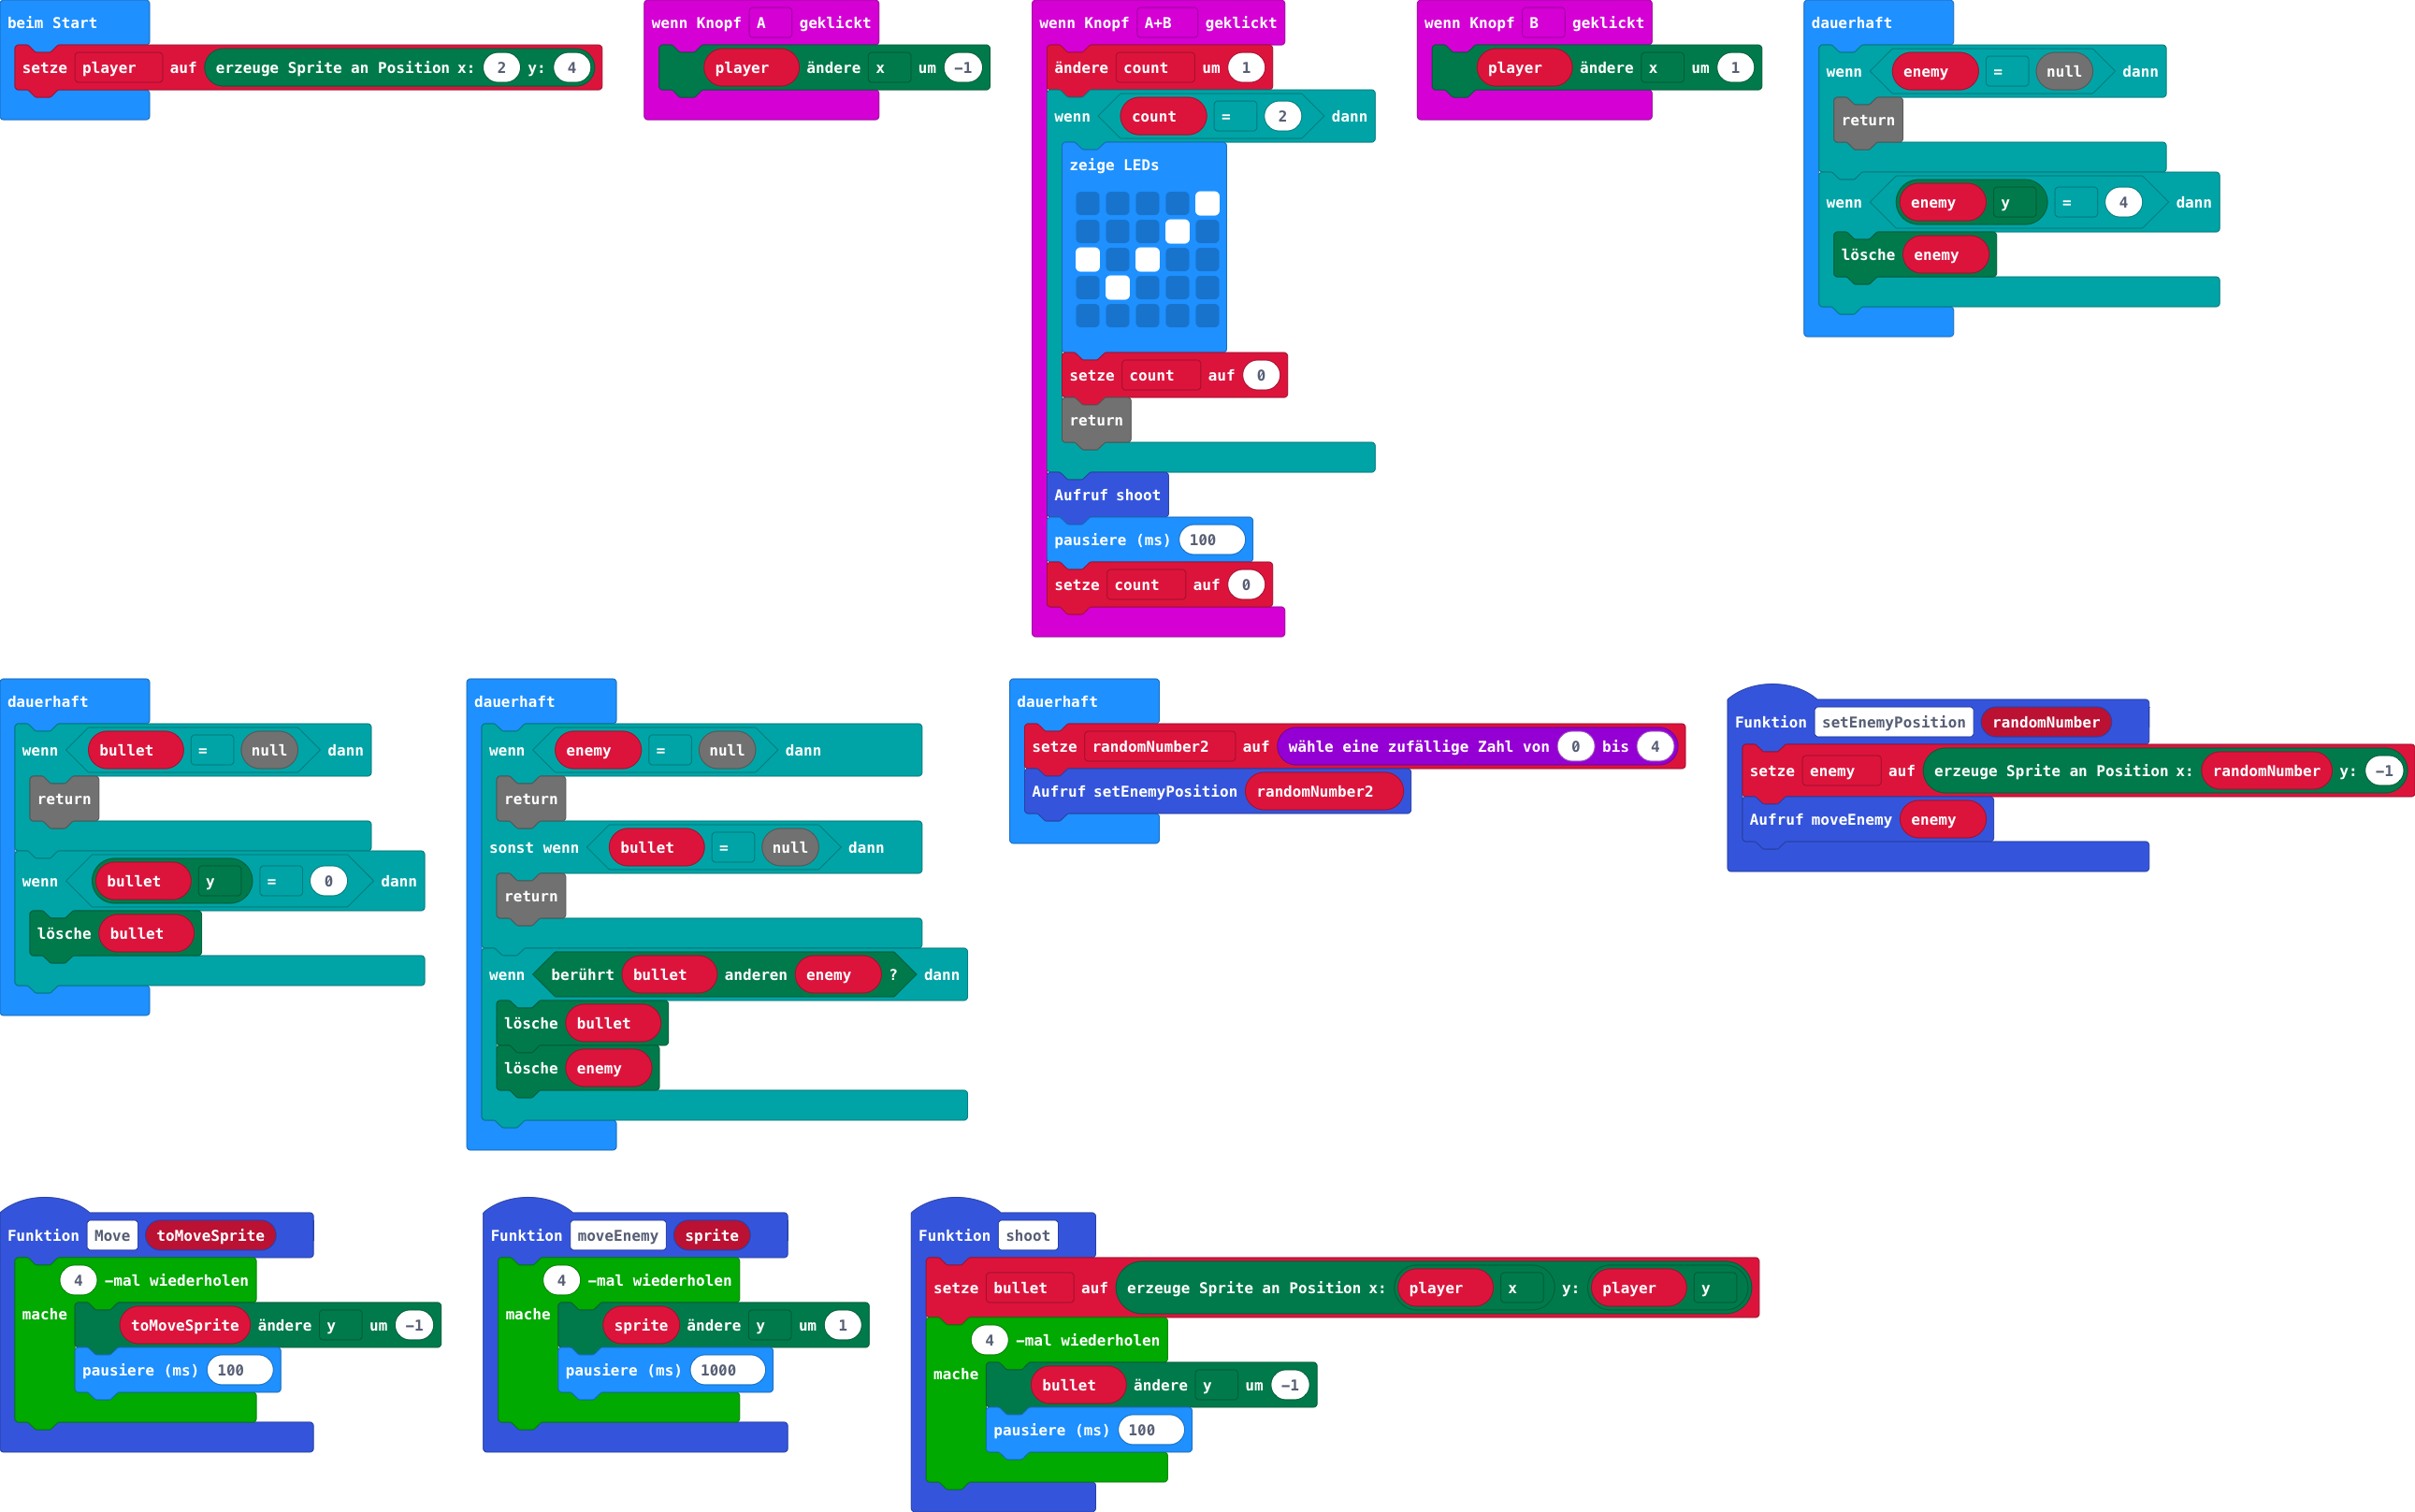 beim Start
setze player auf erzeuge Sprite an Position x: 2 y: 4
wenn Knopf A geklickt
player ändere x um -1
wenn Knopf A+B geklickt
ändere count um 1
wenn count = 2 dann
zeige LEDs
setze count auf 0
return
Aufruf shoot
pausiere (ms) 100
setze count auf 0
wenn Knopf B geklickt
player ändere x um 1
dauerhaft
wenn enemy = null dann
return
wenn enemy y = 4 dann
lösche enemy
dauerhaft
wenn bullet = null dann
return
wenn bullet y = 0 dann
lösche bullet
dauerhaft
wenn enemy = null dann
return
sonst wenn bullet = null dann
return
wenn berührt bullet anderen enemy ? dann
lösche bullet
lösche enemy
dauerhaft
setze randomNumber2 auf wähle eine zufällige Zahl von 0 bis 4
Aufruf setEnemyPosition randomNumber2
Funktion setEnemyPosition randomNumber
setze enemy auf erzeuge Sprite an Position x: randomNumber y: -1
Aufruf moveEnemy enemy
Funktion Move toMoveSprite
4 -mal wiederholen
mache
toMoveSprite ändere y um -1
pausiere (ms) 100
Funktion moveEnemy sprite
4 -mal wiederholen
mache
sprite ändere y um 1
pausiere (ms) 1000
Funktion shoot
setze bullet auf erzeuge Sprite an Position x: player x y: player y
4 -mal wiederholen
mache
bullet ändere y um -1
pausiere (ms) 100